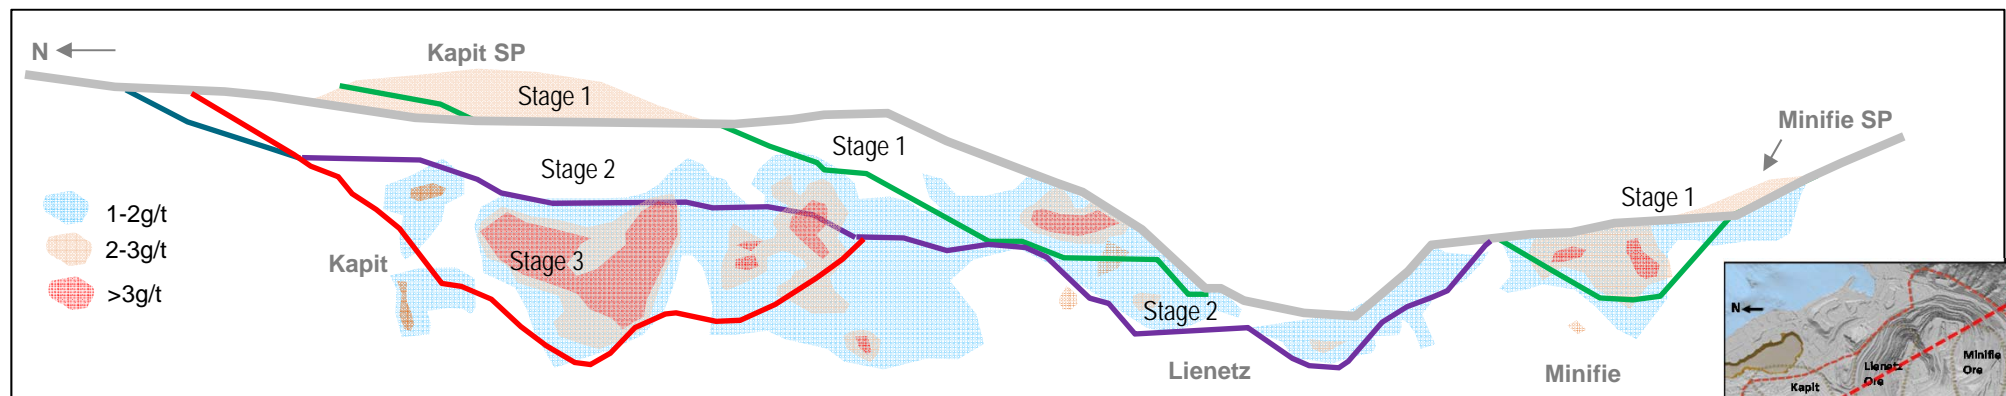 N
Kapit SP
Stage 1
Stage 1
Minifie SP
Stage 2
Stage 1
1-2g/t
2-3g/t
>3g/t
Kapit
Stage 3
Stage 2
Lienetz
Minifie
N
Minifie
Ore
Lienetz
Ore
Kapit